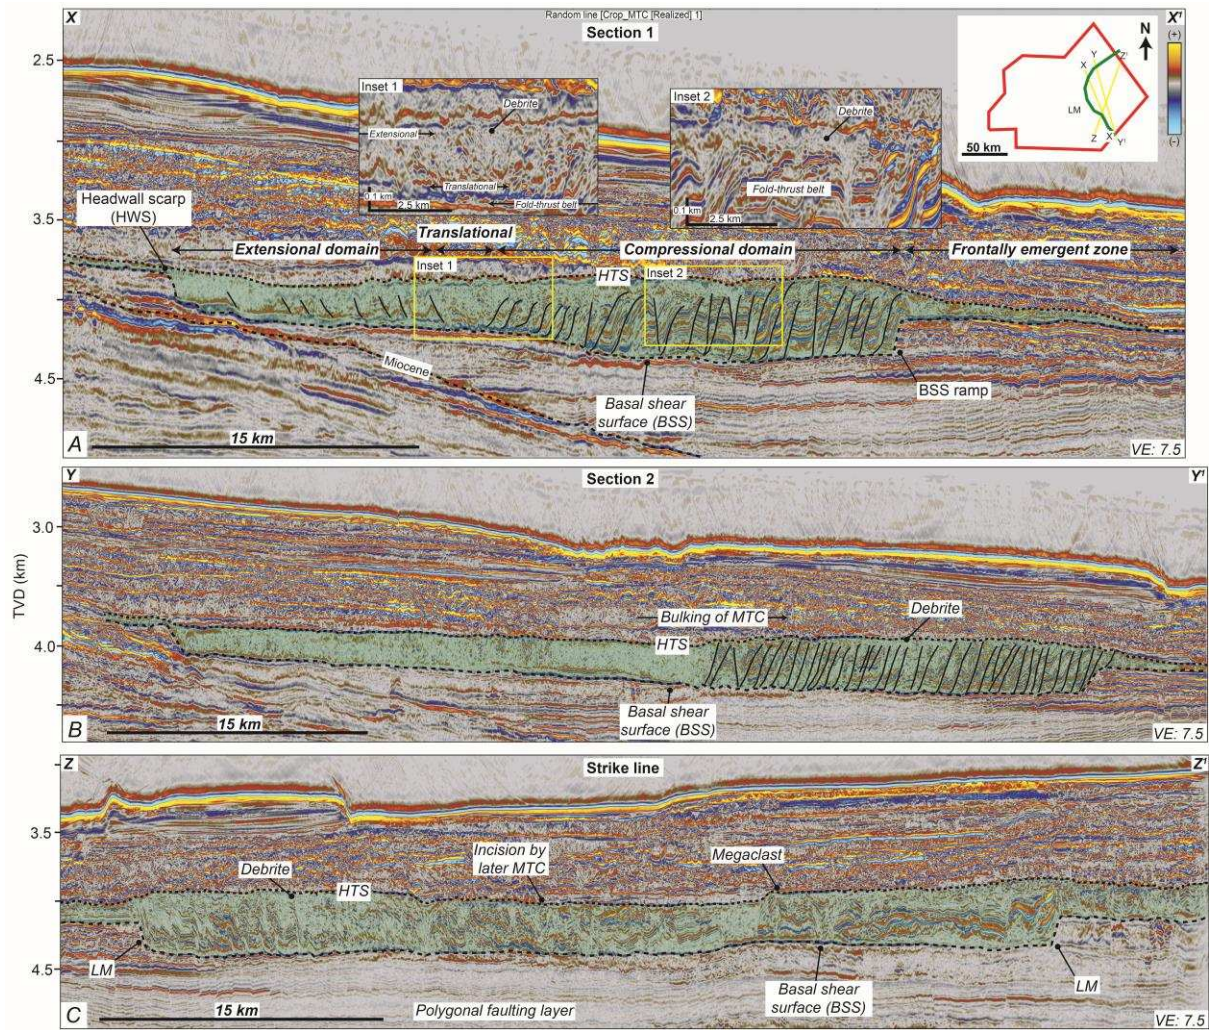 X
Random line [Crop_MTC [Realized] 1]
Section 1
X¹
2.5
3.5
4.5
Inset 1
Debrite
Extensional
Translational
Fold-thrust belt
0.1 km
2.5 km
Inset 2
Debrite
Fold-thrust belt
0.1 km
2.5 km
N
X
Y
Z¹
LM
Z
X
Y¹
50 km
(+)
(-)
Headwall scarp
(HWS)
Extensional domain
Translational
Compressional domain
Frontally emergent zone
Inset 1
HTS
Inset 2
Miocene
Basal shear
surface (BSS)
BSS ramp
A
15 km
VE: 7.5
Y
Section 2
Y¹
3.0
TVD (km)
4.0
Bulking of MTC
Debrite
HTS
Basal shear
surface (BSS)
B
15 km
VE: 7.5
Z
Strike line
Z¹
3.5
4.5
Debrite
HTS
Incision by
later MTC
Megaclast
LM
Basal shear
surface (BSS)
LM
C
15 km
Polygonal faulting layer
VE: 7.5